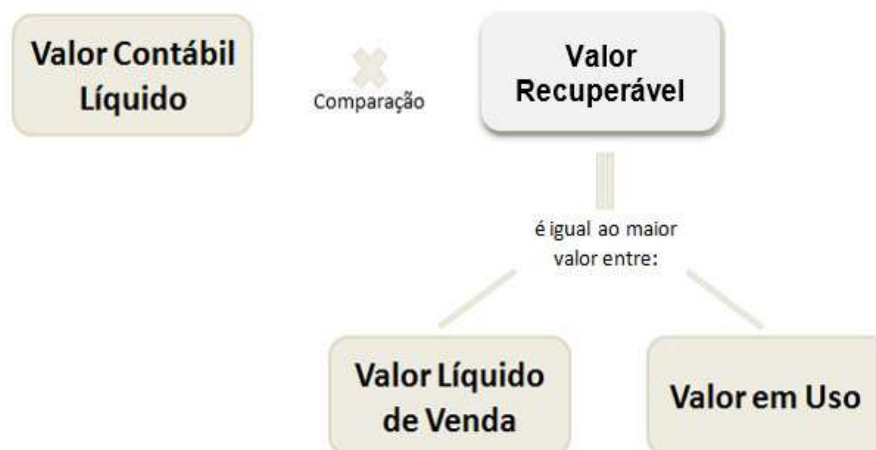 Valor Contábil
Líquido
Comparação
Valor
Recuperável
é igual ao maior
valor entre:
Valor Líquido
de Venda
Valor em Uso